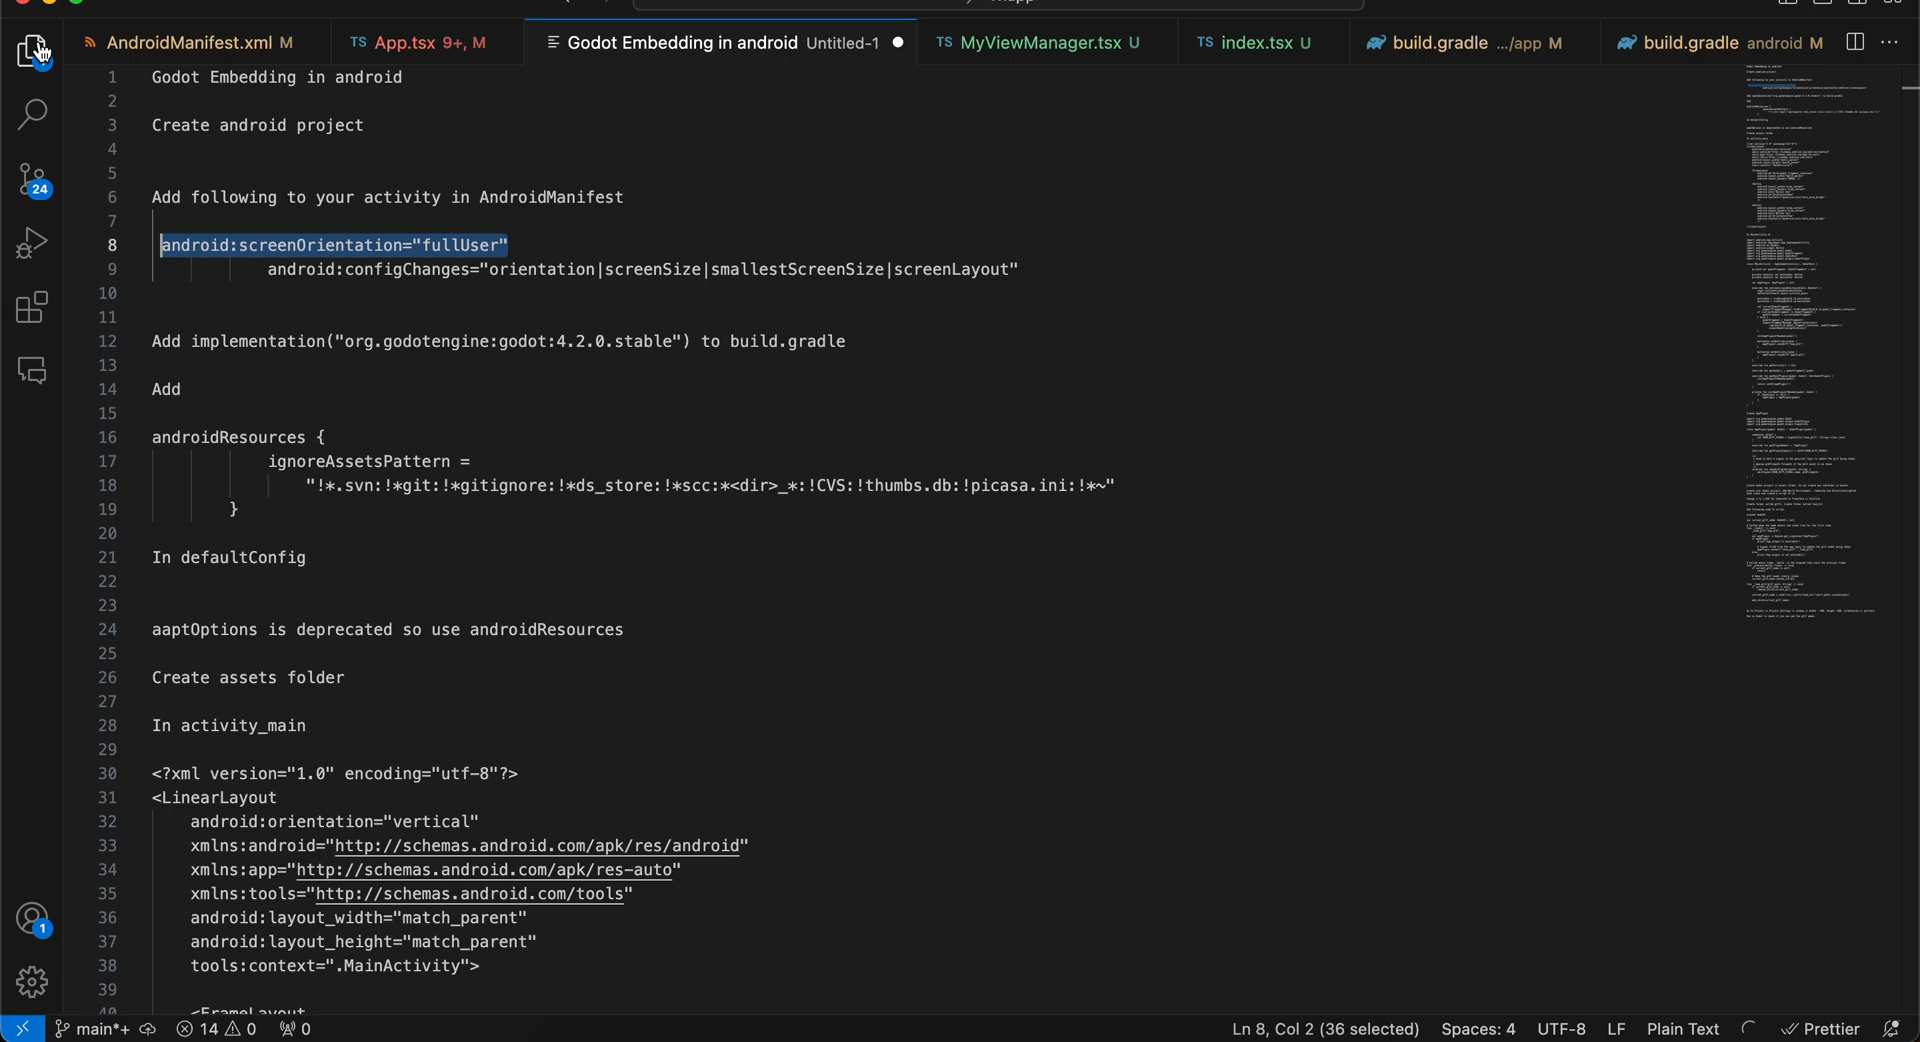 AndroidManifest.xml M
TS App.tsx 9+, M
Godot Embedding in android Untitled-1
TS MyViewManager.tsx U
TS index.tsx U
build.gradle .../app M
build.gradle android M
1 Godot Embedding in android
2
3 Create android project
4
5
6 Add following to your activity in AndroidManifest
7
8 android:screenOrientation="fullUser"
9 android:configChanges="orientation|screenSize|smallestScreenSize|screenLayout"
10
11
12 Add implementation("org.godotengine:godot:4.2.0.stable") to build.gradle
13
14 Add
15
16 androidResources {
17 ignoreAssetsPattern =
18 "!*.svn:!*git:!*gitignore:!*ds_store:!*scc:*<dir>_*:!CVS:!thumbs.db:!picasa.ini:!*~"
19 }
20
21 In defaultConfig
22
23
24 aaptOptions is deprecated so use androidResources
25
26 Create assets folder
27
28 In activity_main
29
30 <?xml version="1.0" encoding="utf-8"?>
31 <LinearLayout
32 android:orientation="vertical"
33 xmlns:android="http://schemas.android.com/apk/res/android"
34 xmlns:app="http://schemas.android.com/apk/res-auto"
35 xmlns:tools="http://schemas.android.com/tools"
36 android:layout_width="match_parent"
37 android:layout_height="match_parent"
38 tools:context=".MainActivity">
39
40 <FrameLayout
24
1
main*+ 14 0 0
Ln 8, Col 2 (36 selected) Spaces: 4 UTF-8 LF Plain Text Prettier